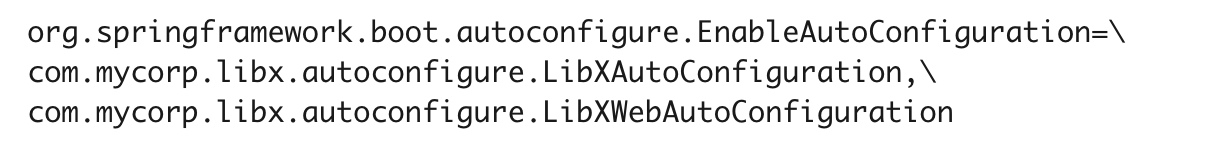 org.springframework.boot.autoconfigure.EnableAutoConfiguration=\
com.mycorp.libx.autoconfigure.LibXAutoConfiguration,\
com.mycorp.libx.autoconfigure.LibXWebAutoConfiguration